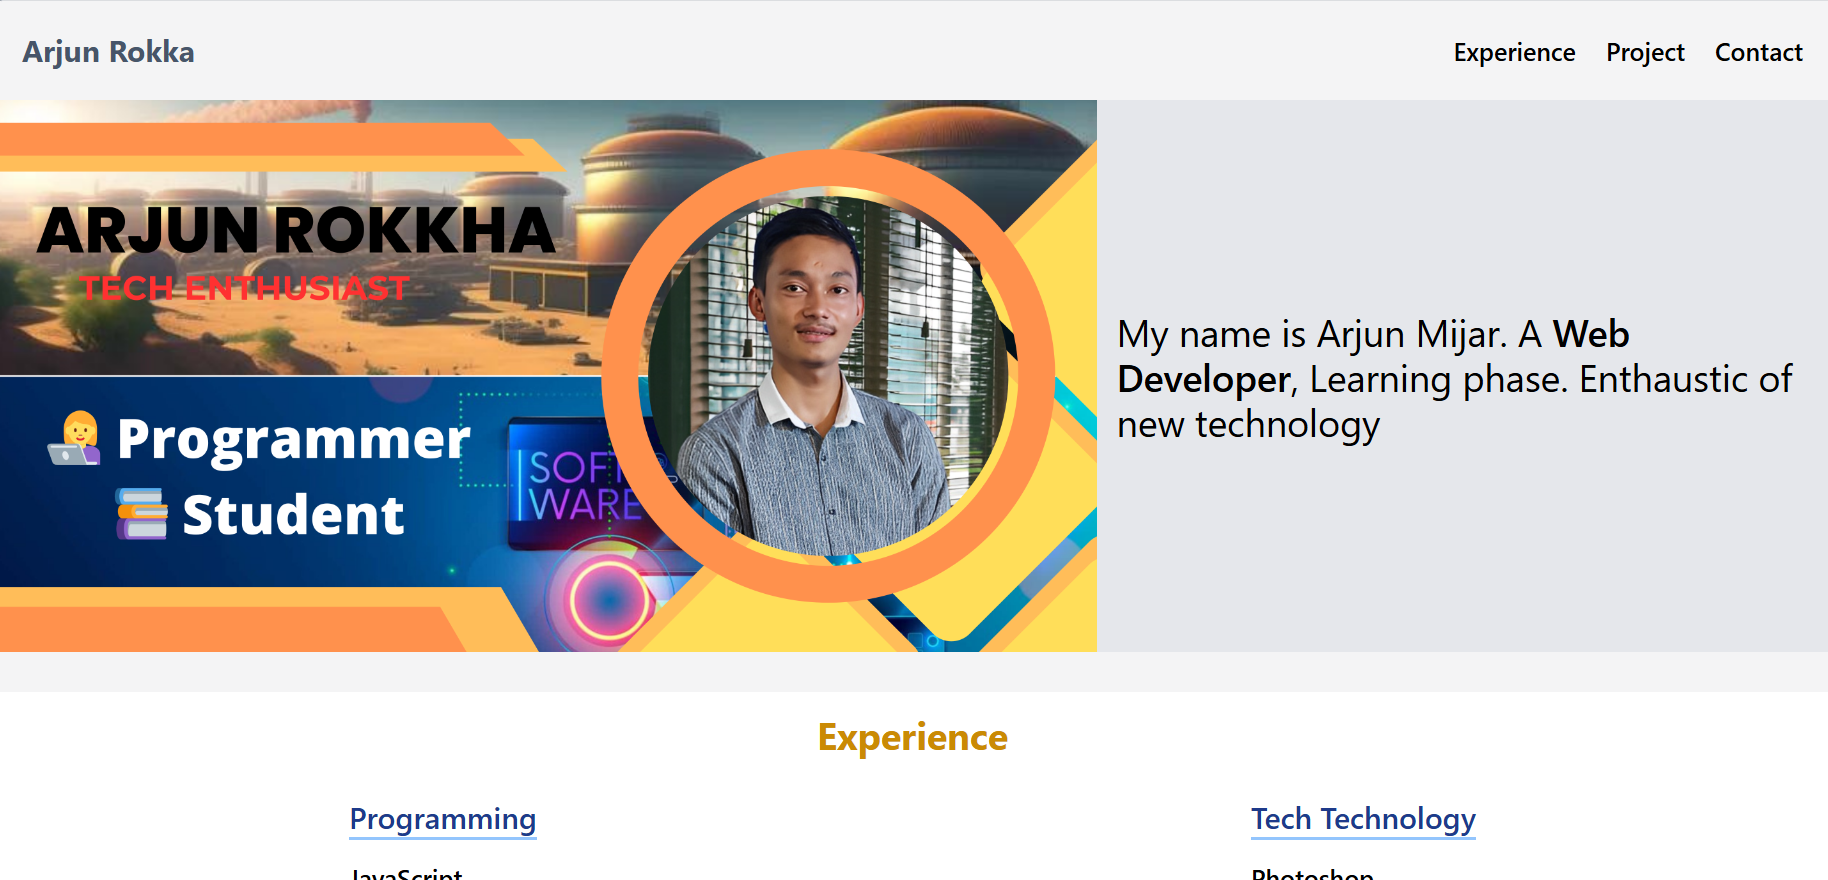 Arjun Rokka
Experience Project Contact
ARJUN ROKKHA
TECH ENTHUSIAST
Programmer
Student
SOFT
WARE
My name is Arjun Mijar. A Web
Developer, Learning phase. Enthaustic of
new technology
Experience
Programming
Tech Technology
JavaScript
Photoshop